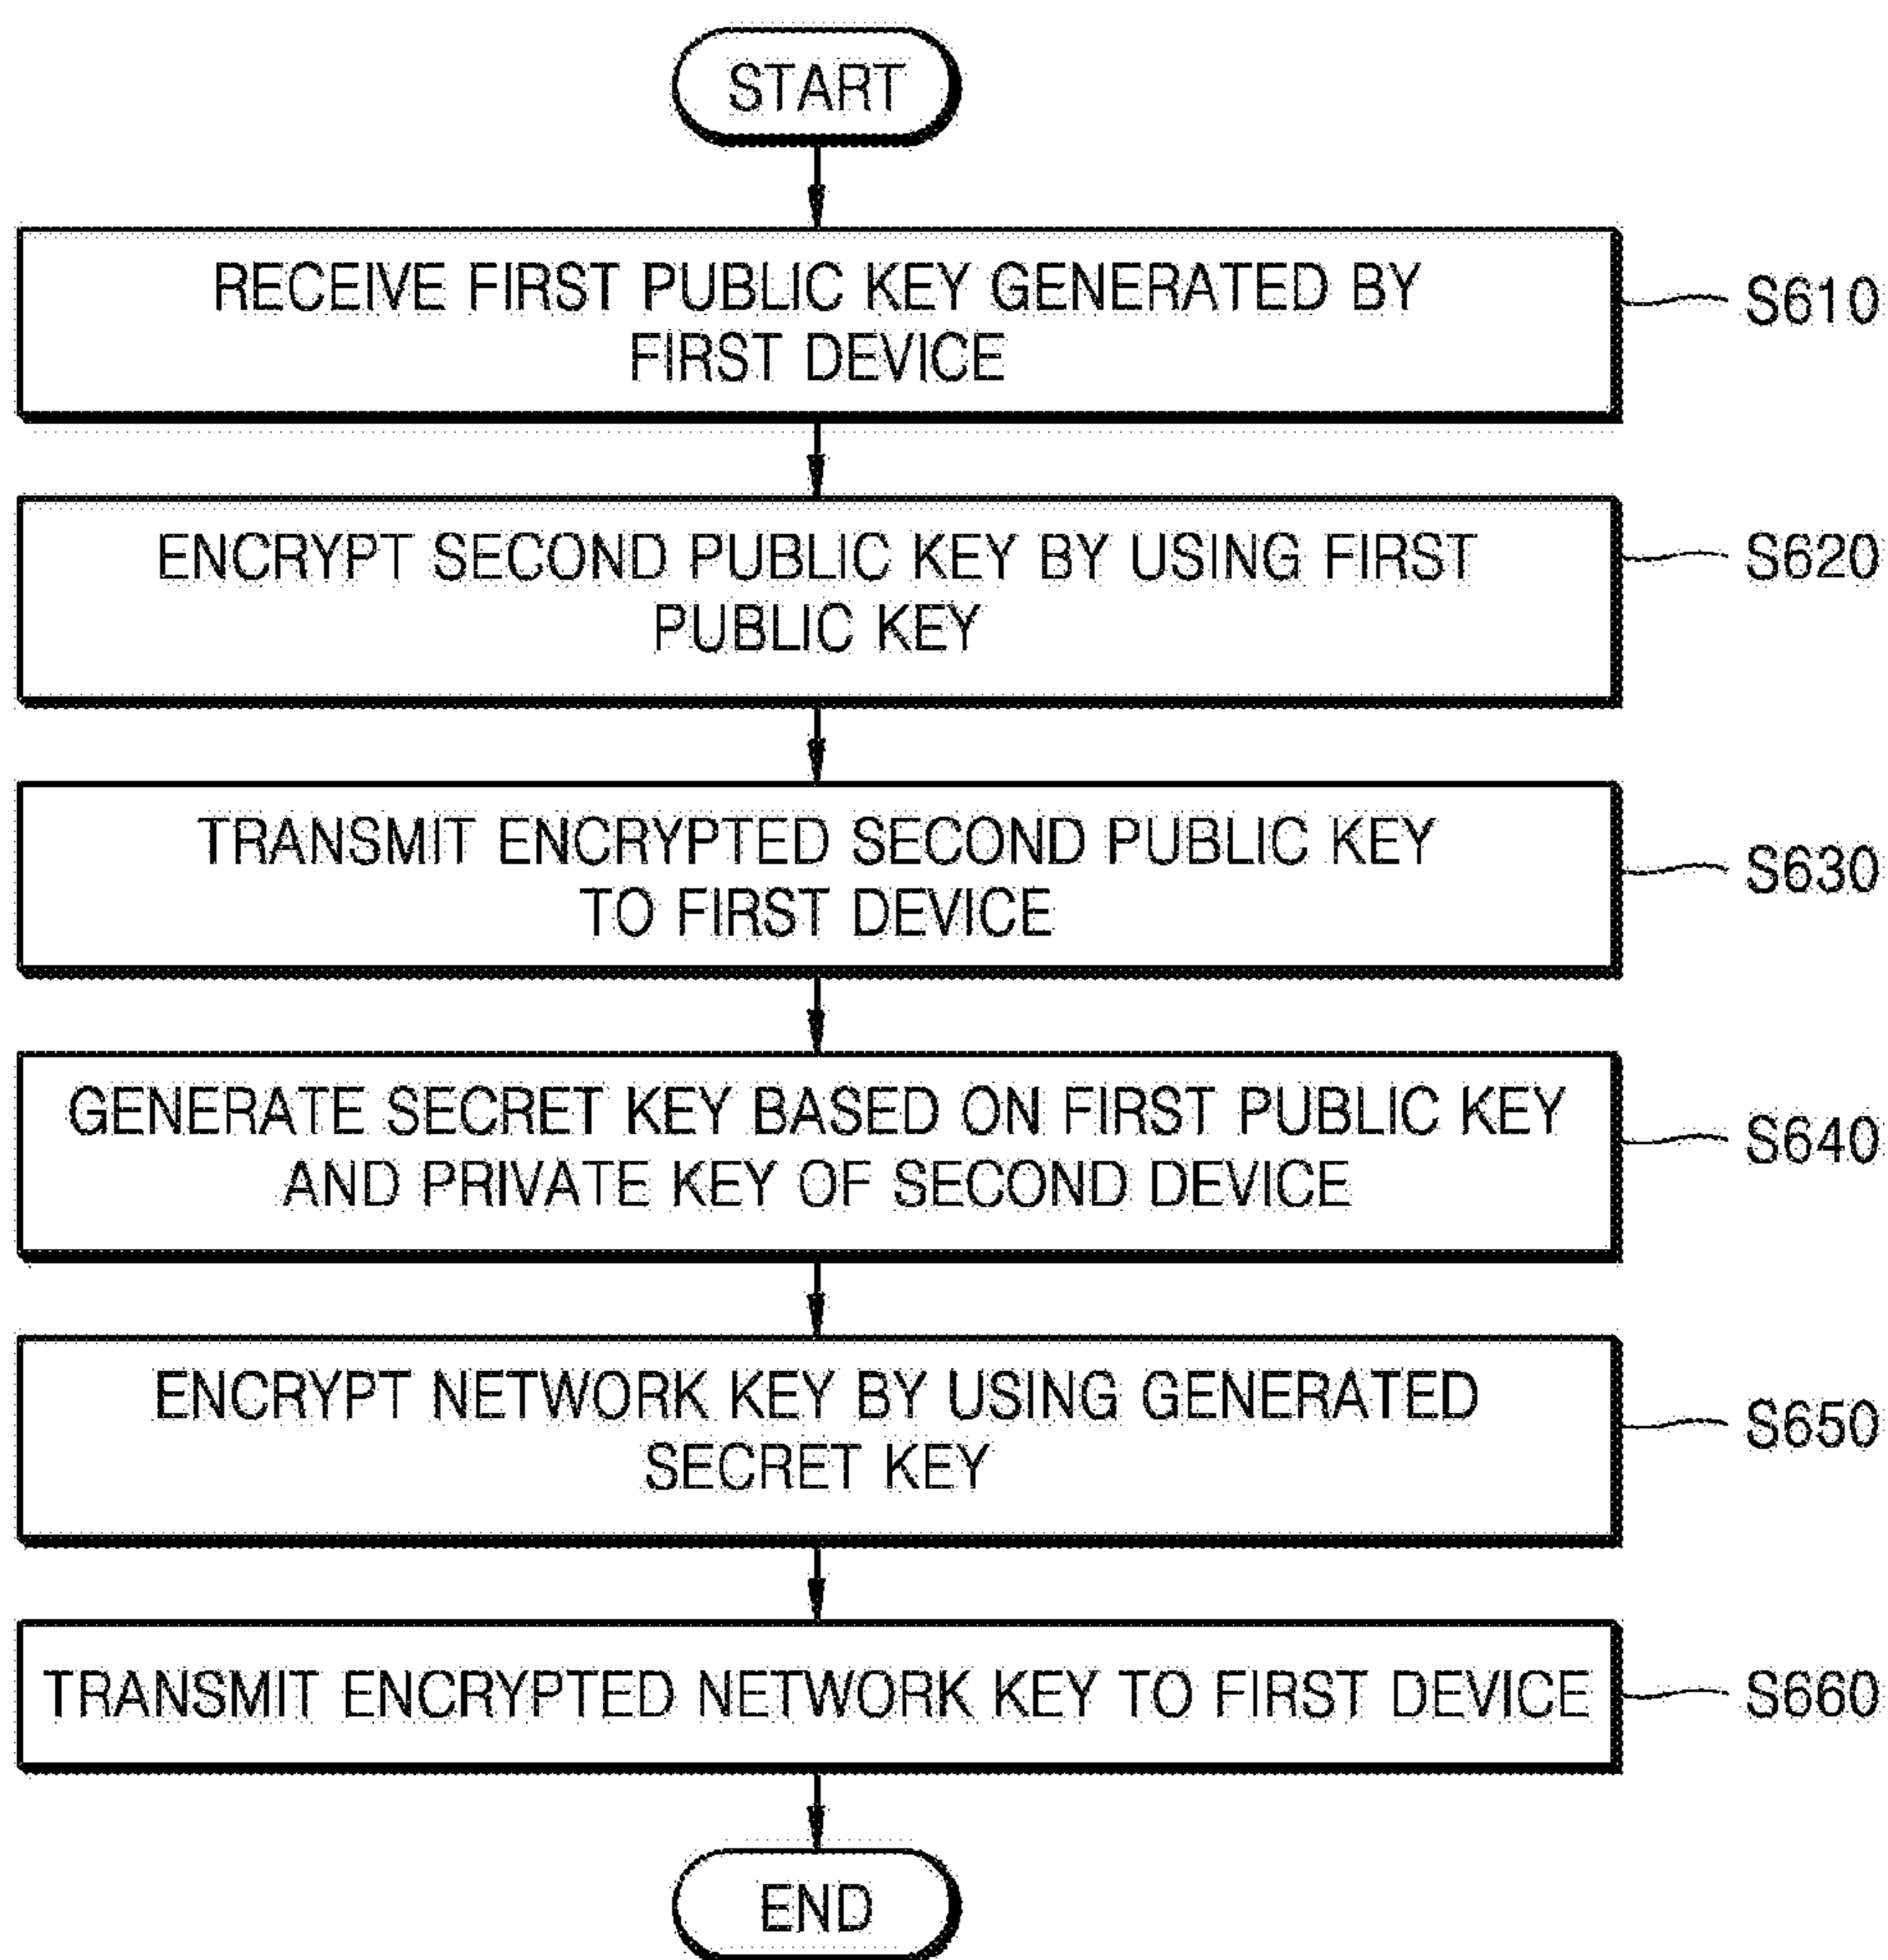 START
RECEIVE FIRST PUBLIC KEY GENERATED BY
FIRST DEVICE
S610
ENCRYPT SECOND PUBLIC KEY BY USING FIRST
PUBLIC KEY
S620
TRANSMIT ENCRYPTED SECOND PUBLIC KEY
TO FIRST DEVICE
S630
GENERATE SECRET KEY BASED ON FIRST PUBLIC KEY
AND PRIVATE KEY OF SECOND DEVICE
S640
ENCRYPT NETWORK KEY BY USING GENERATED
SECRET KEY
S650
TRANSMIT ENCRYPTED NETWORK KEY TO FIRST DEVICE
S660
END